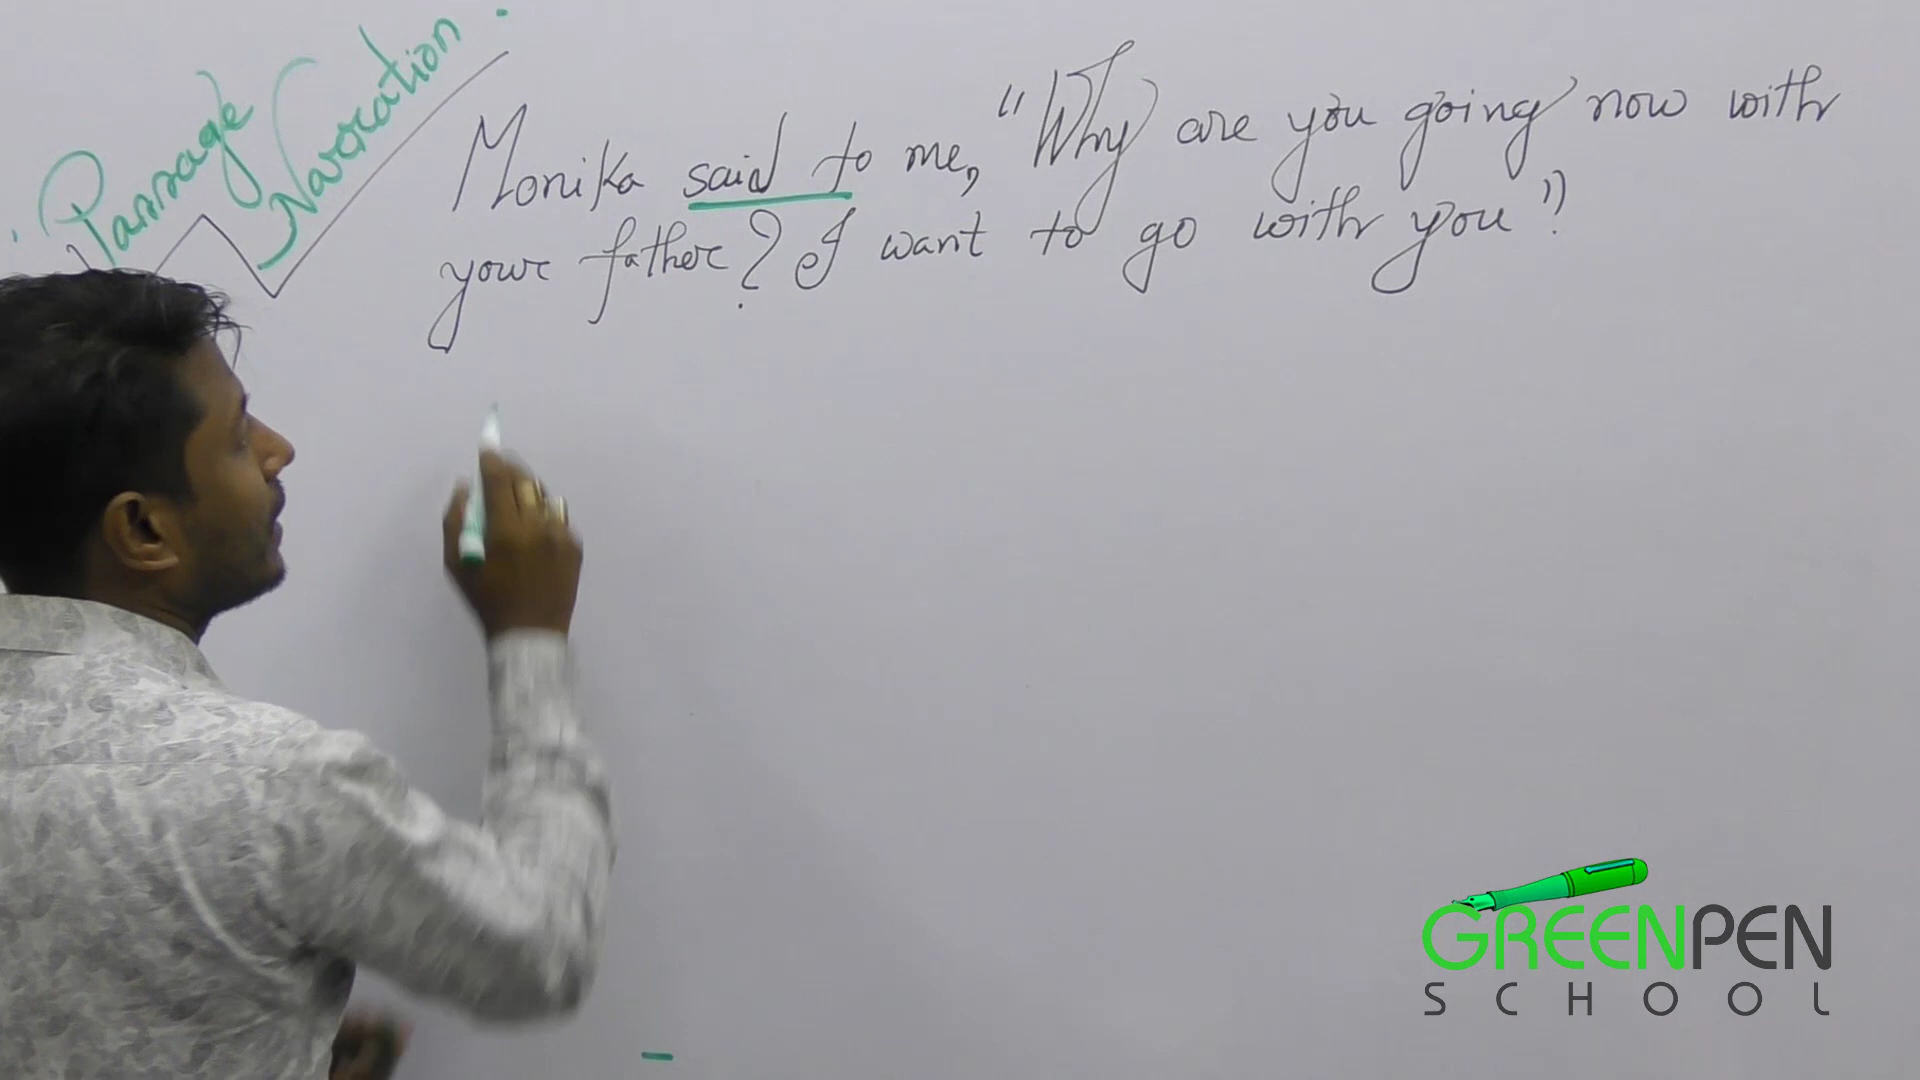 Passage
Narration
Monika said to me, "Why are you going now with
your father? I want to go with you"?
GREENPEN
SCHOOL